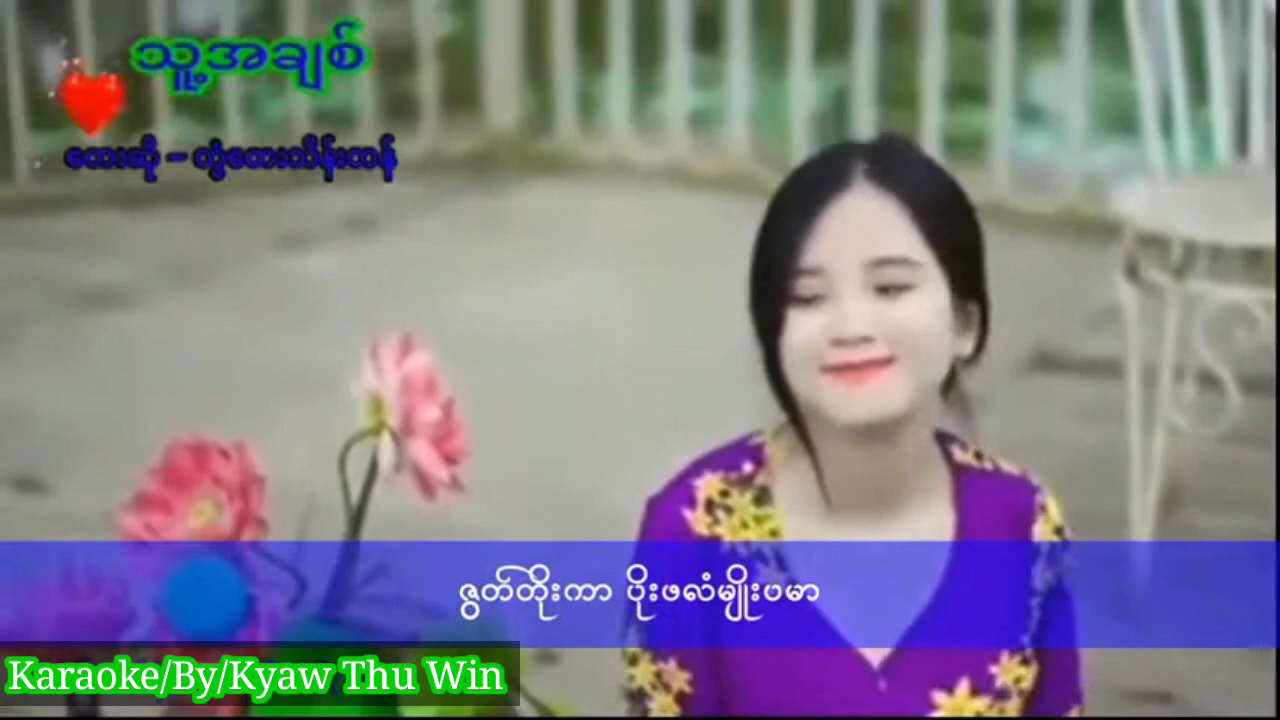 သူ့အချစ်
တေးဆို - တွံတေးသိန်းတန်
ဇွတ်တိုးကာ ပိုးဖလံမျိုးပမာ
Karaoke/By/Kyaw Thu Win